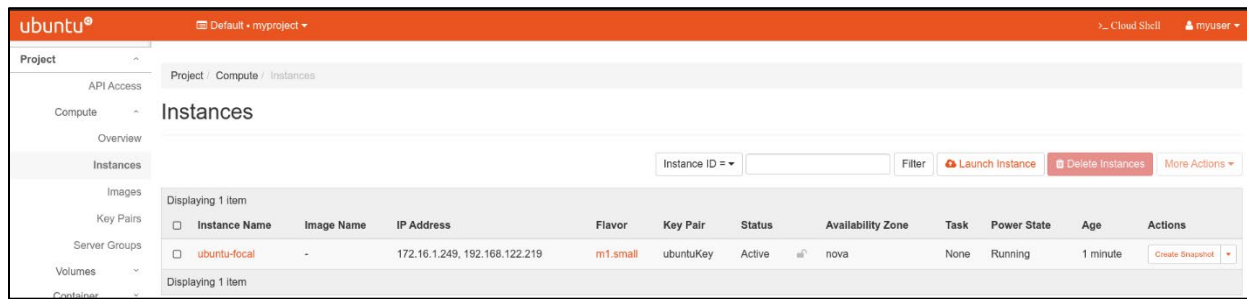 ubuntu®
Default • myproject
>_ Cloud Shell
myuser
Project
API Access
Compute
Overview
Instances
Images
Key Pairs
Server Groups
Volumes
Container
Project / Compute / Instances
Instances
Instance ID =
Filter
Launch Instance
Delete Instances
More Actions
Displaying 1 item
Instance Name Image Name IP Address Flavor Key Pair Status Availability Zone Task Power State Age Actions
ubuntu-focal - 172.16.1.249, 192.168.122.219 m1.small ubuntuKey Active nova None Running 1 minute Create Snapshot
Displaying 1 item